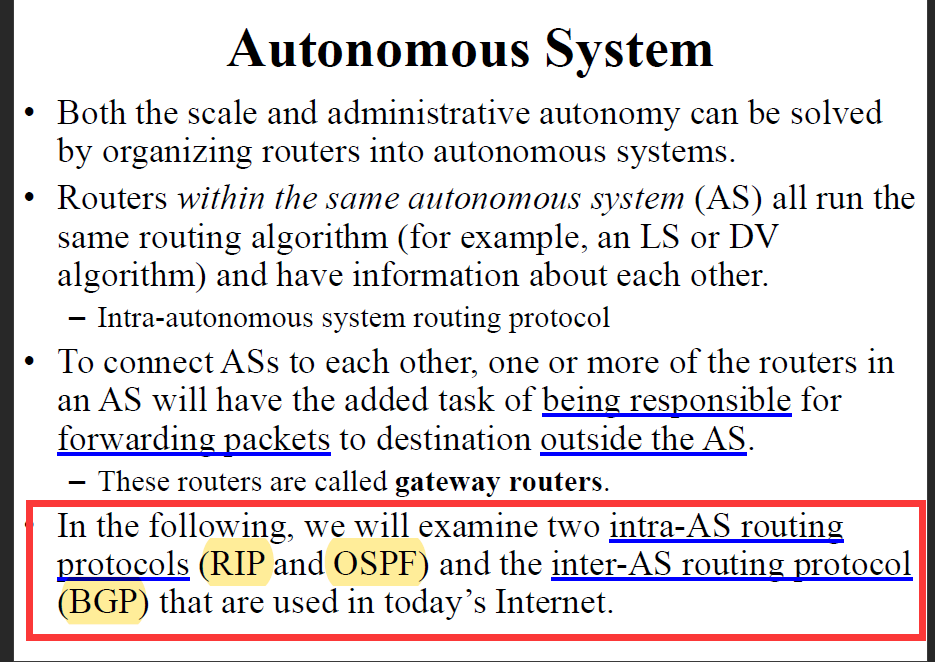 Autonomous System
• Both the scale and administrative autonomy can be solved
by organizing routers into autonomous systems.
• Routers within the same autonomous system (AS) all run the
same routing algorithm (for example, an LS or DV
algorithm) and have information about each other.
– Intra-autonomous system routing protocol
• To connect ASs to each other, one or more of the routers in
an AS will have the added task of being responsible for
forwarding packets to destination outside the AS.
– These routers are called gateway routers.
• In the following, we will examine two intra-AS routing
protocols (RIP and OSPF) and the inter-AS routing protocol
(BGP) that are used in today’s Internet.